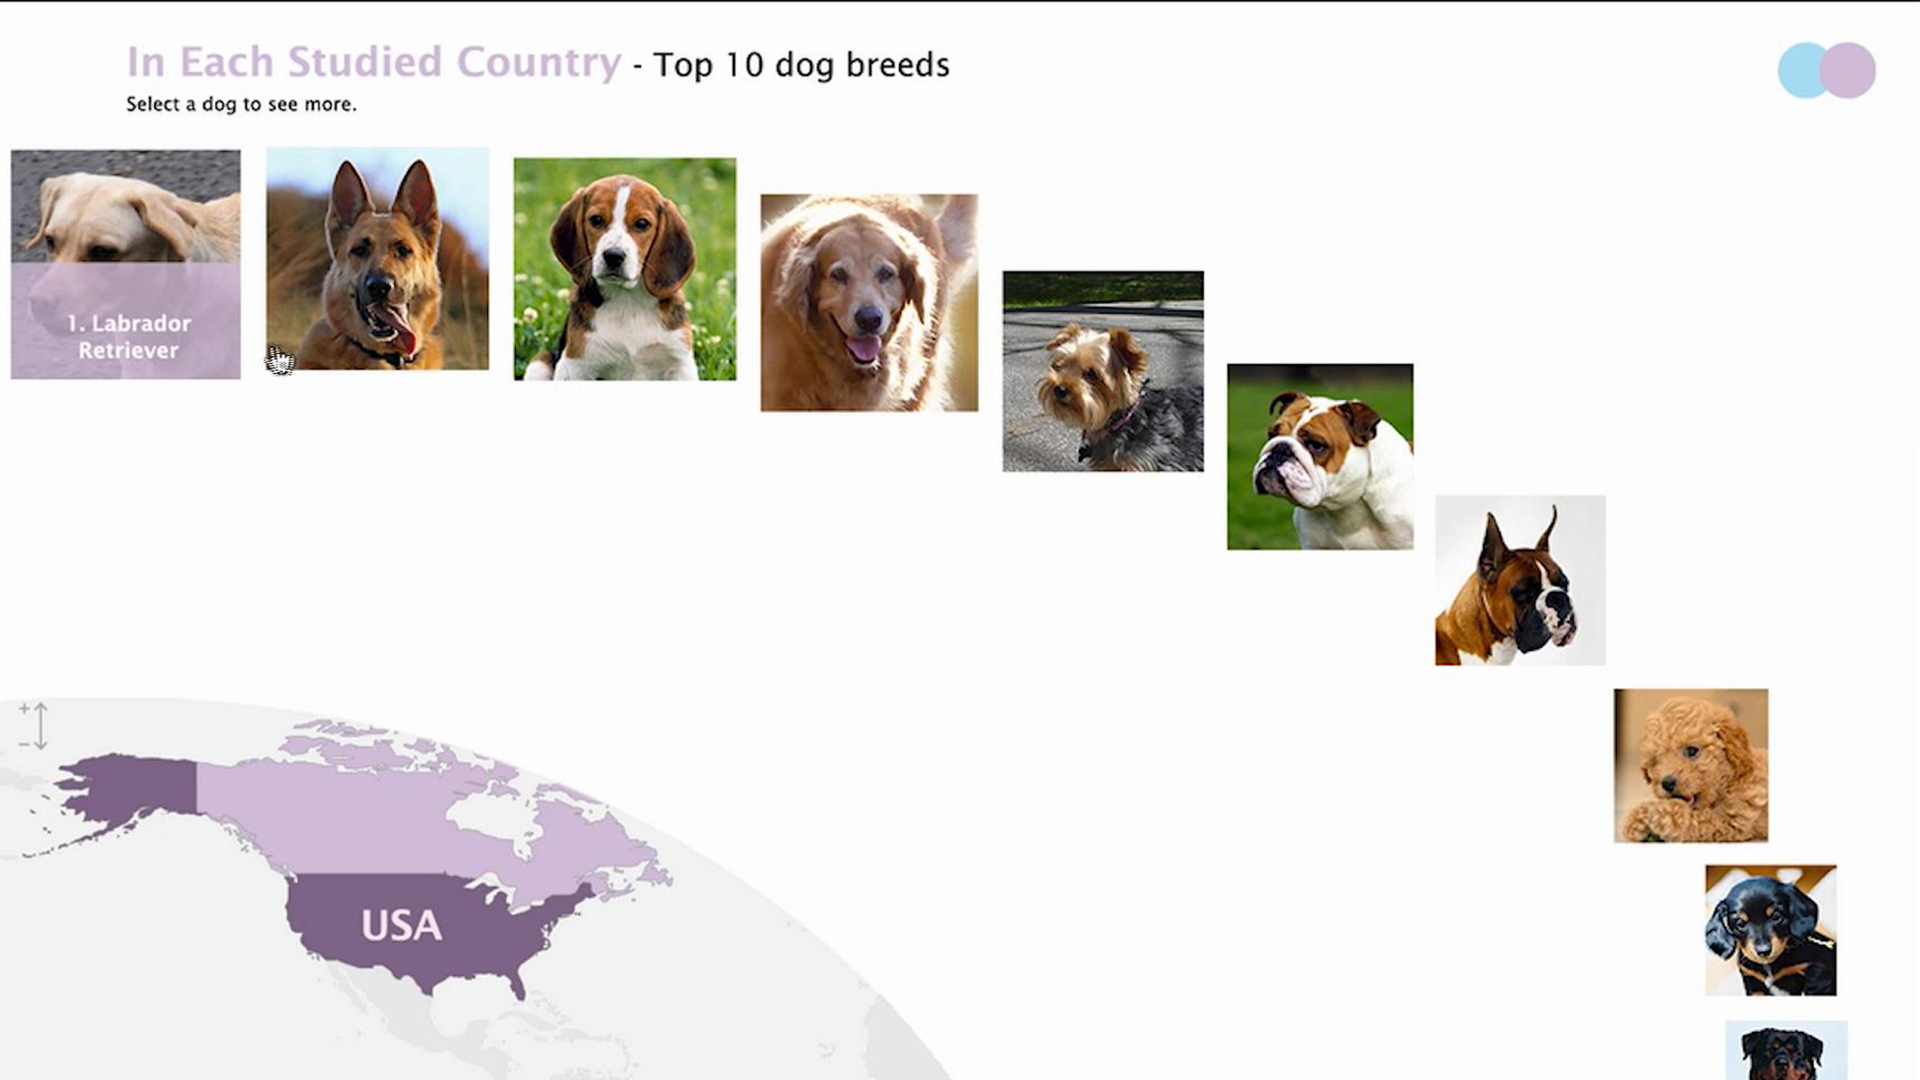 In Each Studied Country - Top 10 dog breeds
Select a dog to see more.
1. Labrador
Retriever
+
-
USA